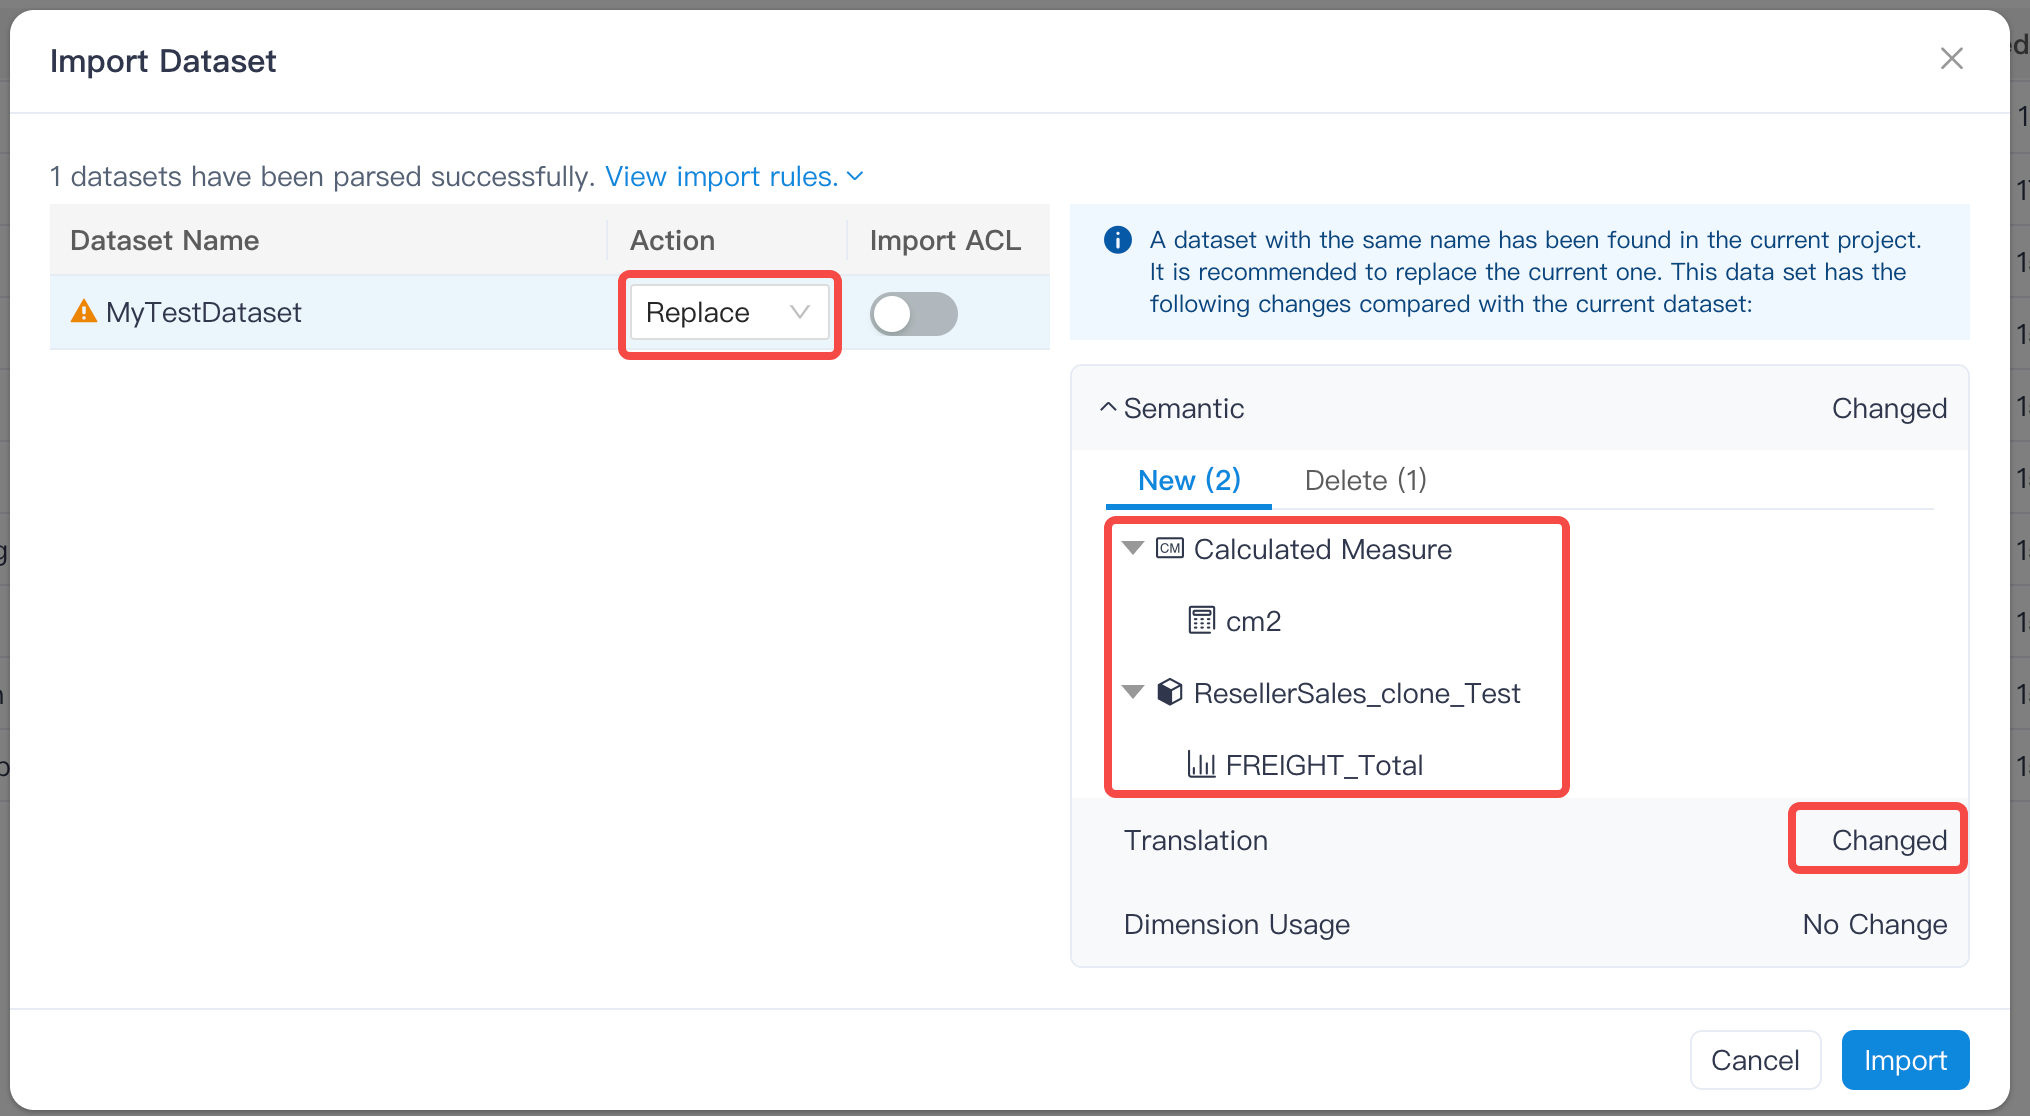 Import Dataset
1 datasets have been parsed successfully. View import rules.
Dataset Name Action Import ACL
MyTestDataset Replace
A dataset with the same name has been found in the current project.
It is recommended to replace the current one. This data set has the
following changes compared with the current dataset:
Semantic Changed
New (2) Delete (1)
CM Calculated Measure
cm2
ResellerSales_clone_Test
FREIGHT_Total
Translation Changed
Dimension Usage No Change
Cancel Import